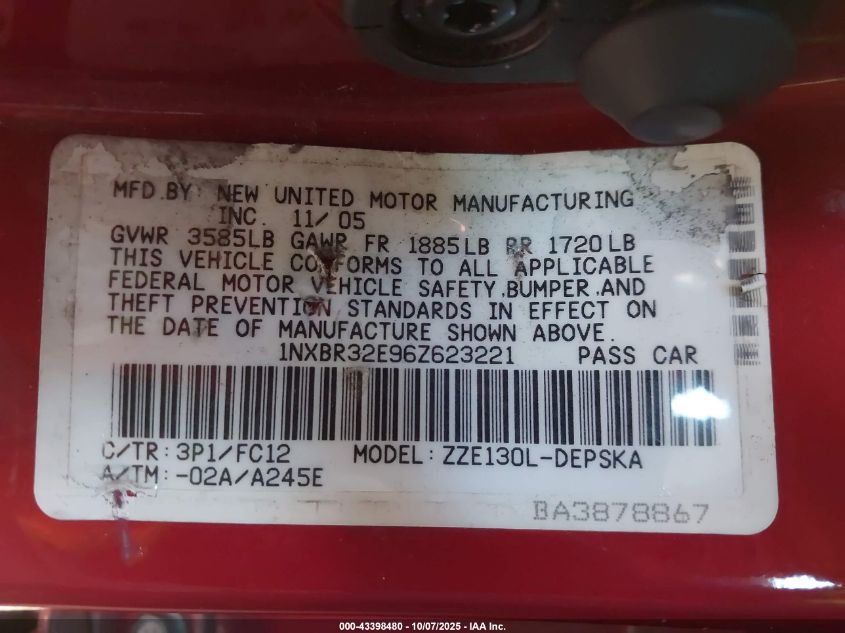 MFD.BY: NEW UNITED MOTOR MANUFACTURING
INC. 11/ 05
GVWR 3585LB GAWR FR 1885LB RR 1720LB
THIS VEHICLE CONFORMS TO ALL APPLICABLE
FEDERAL MOTOR VEHICLE SAFETY,BUMPER,AND
THEFT PREVENTION STANDARDS IN EFFECT ON
THE DATE OF MANUFACTURE SHOWN ABOVE.
1NXBR32E96Z623221 PASS CAR
C/TR: 3P1/FC12 MODEL: ZZE130L-DEPSKA
A/TM: -02A/A245E
BA3878867
000-43398480 - 10/07/2025 - IAA Inc.